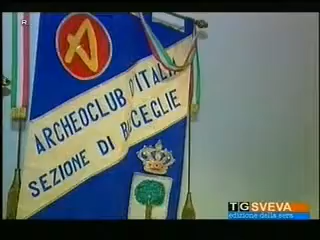 R
A
ARCHEOCLUB D'ITALIA
SEZIONE DI BISCEGLIE
TGSVEVA
edizione della sera